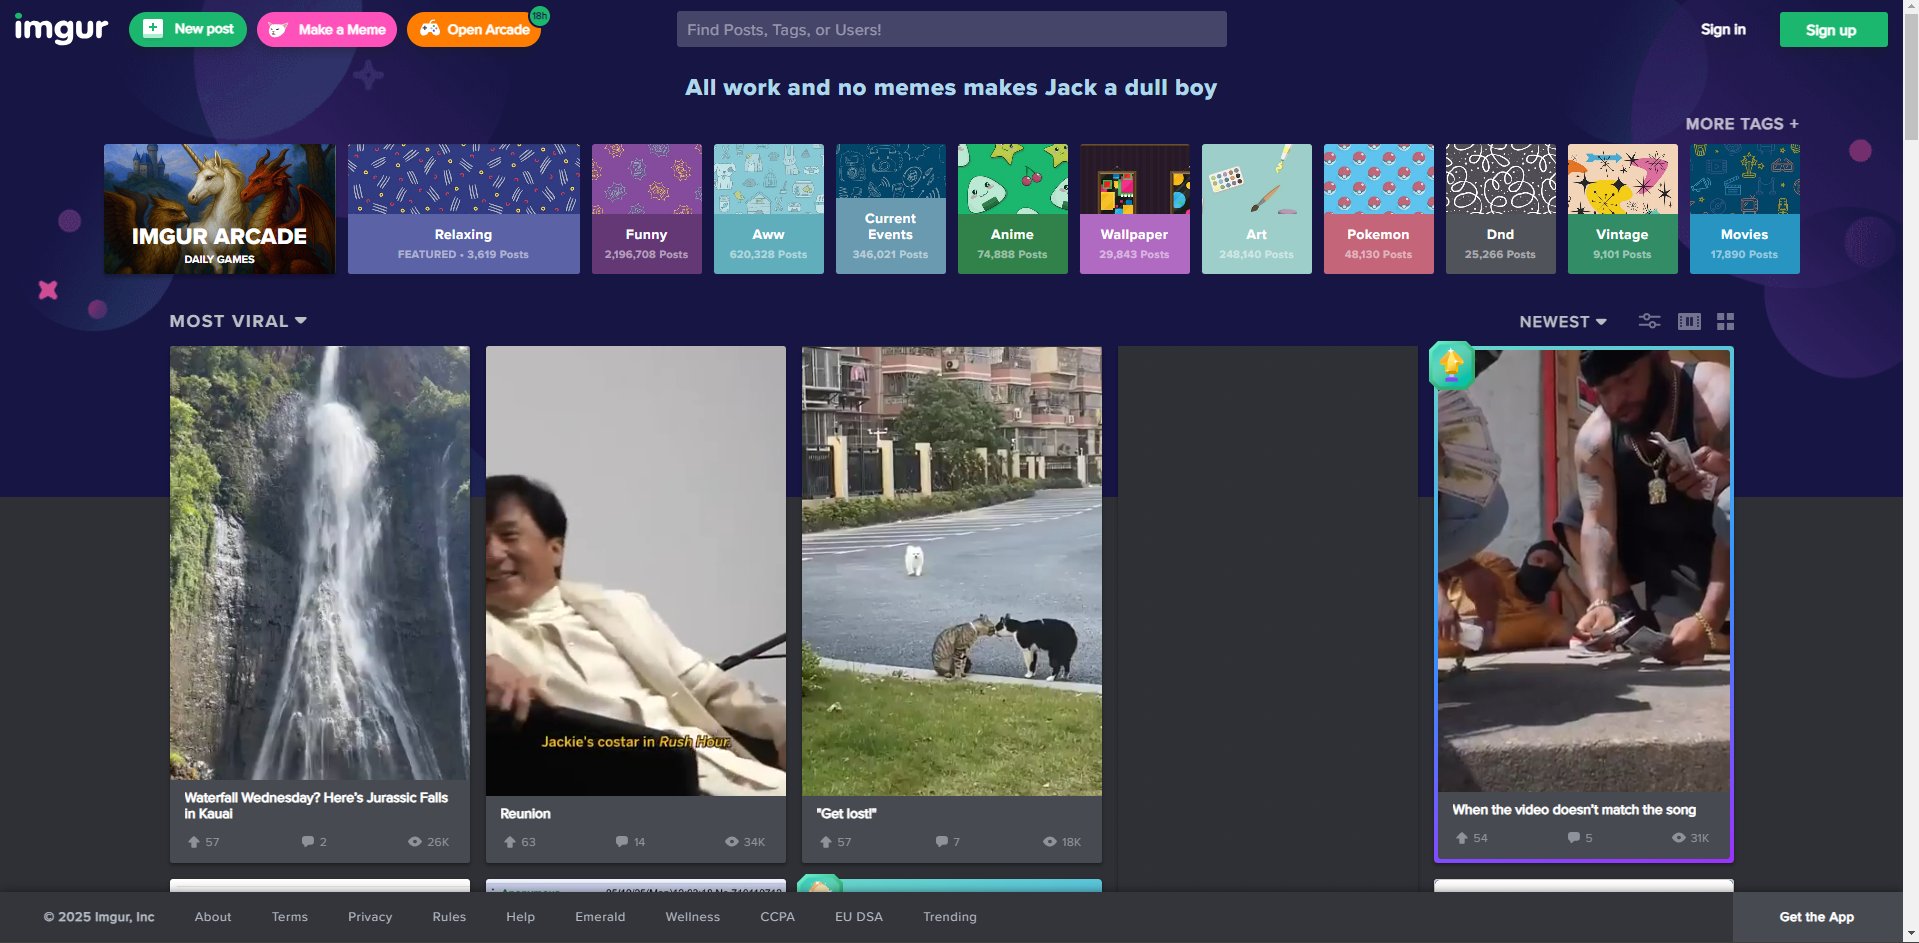 imgur
New post
Make a Meme
Open Arcade
18h
Find Posts, Tags, or Users!
Sign in
Sign up
All work and no memes makes Jack a dull boy
MORE TAGS +
IMGUR ARCADE
DAILY GAMES
Relaxing
FEATURED • 3,619 Posts
Funny
2,196,708 Posts
Aww
620,328 Posts
Current
Events
346,021 Posts
Anime
74,888 Posts
Wallpaper
29,843 Posts
Art
248,140 Posts
Pokemon
48,130 Posts
Dnd
25,266 Posts
Vintage
9,101 Posts
Movies
17,890 Posts
MOST VIRAL
NEWEST
Jackie's costar in Rush Hour.
Waterfall Wednesday? Here's Jurassic Falls
in Kauai
57 2 26K
Reunion
63 14 34K
"Get lost!"
57 7 18K
When the video doesn't match the song
54 5 31K
© 2025 Imgur, Inc About Terms Privacy Rules Help Emerald Wellness CCPA EU DSA Trending
Get the App